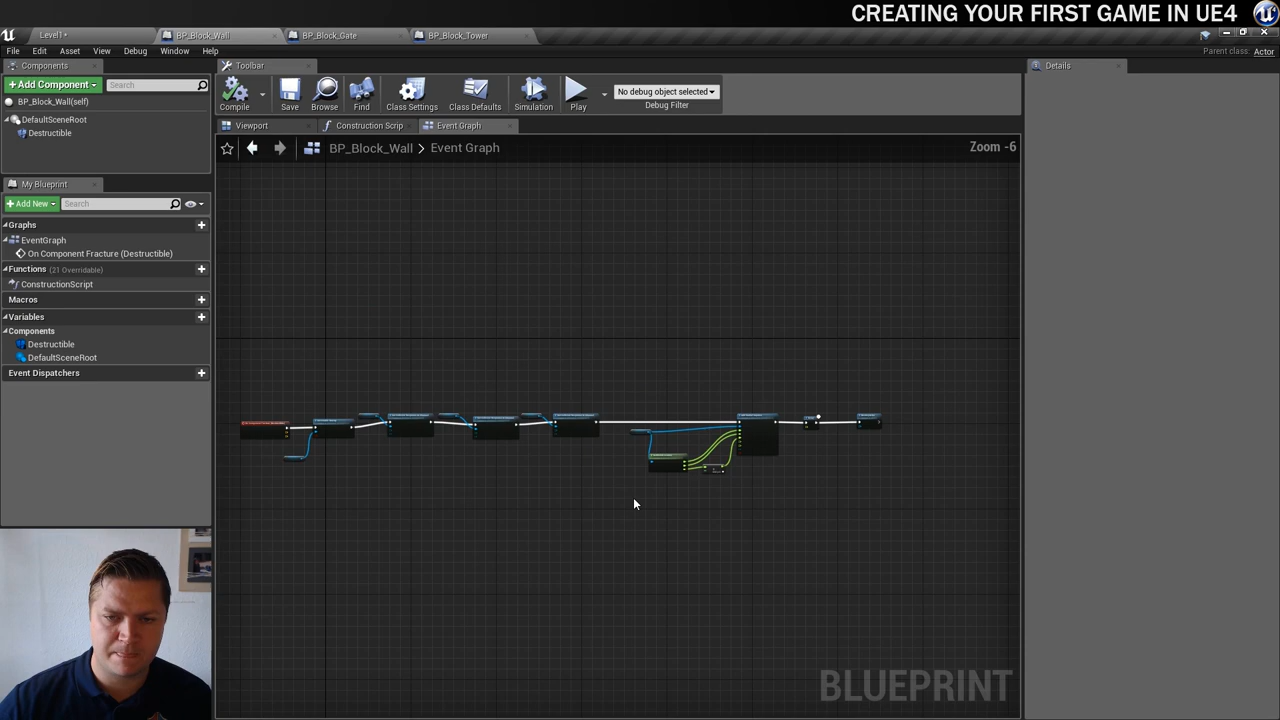 CREATING YOUR FIRST GAME IN UE4
Level1*
BP_Block_Wall
BP_Block_Gate
BP_Block_Tower
File Edit Asset View Debug Window Help
Parent class: Actor
Components
Toolbar
Details
+Add Component
Search
BP_Block_Wall(self)
DefaultSceneRoot
Destructible
Compile
Save
Browse
Find
Class Settings
Class Defaults
Simulation
Play
No debug object selected
Debug Filter
Viewport
Construction Scrip
Event Graph
BP_Block_Wall > Event Graph
Zoom -6
My Blueprint
+Add New
Search
Graphs
EventGraph
On Component Fracture (Destructible)
Functions (21 Overridable)
ConstructionScript
Macros
Variables
Components
Destructible
DefaultSceneRoot
Event Dispatchers
BLUEPRINT